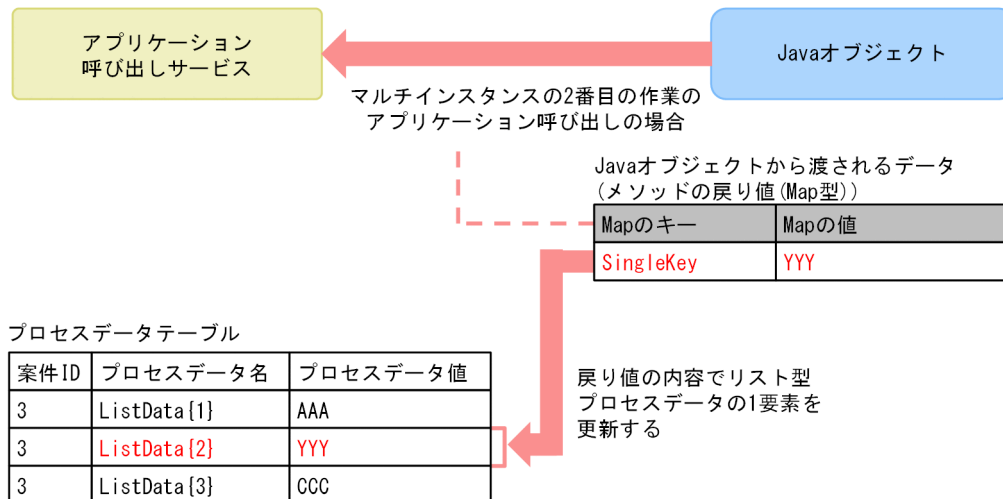 アプリケーション
呼び出しサービス
Javaオブジェクト
マルチインスタンスの2番目の作業の
アプリケーション呼び出しの場合
Javaオブジェクトから渡されるデータ
(メソッドの戻り値(Map型))
Mapのキー Mapの値
SingleKey YYY
プロセスデータテーブル
案件ID プロセスデータ名 プロセスデータ値
3 ListData{1} AAA
3 ListData{2} YYY
3 ListData{3} CCC
戻り値の内容でリスト型
プロセスデータの1要素を
更新する